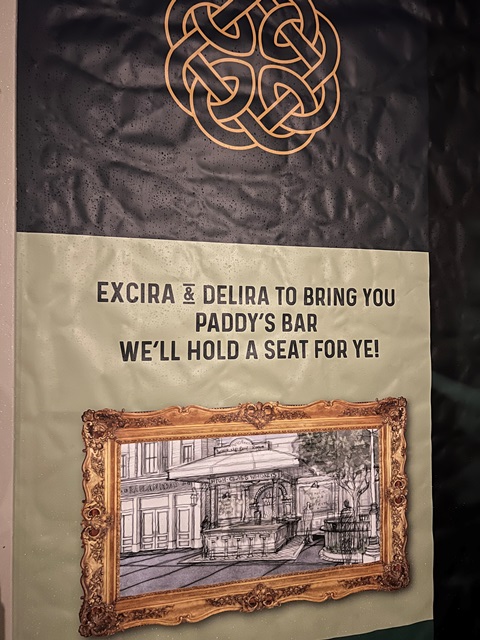 EXCIRA & DELIRA TO BRING YOU
PADDY'S BAR
WE'LL HOLD A SEAT FOR YE!